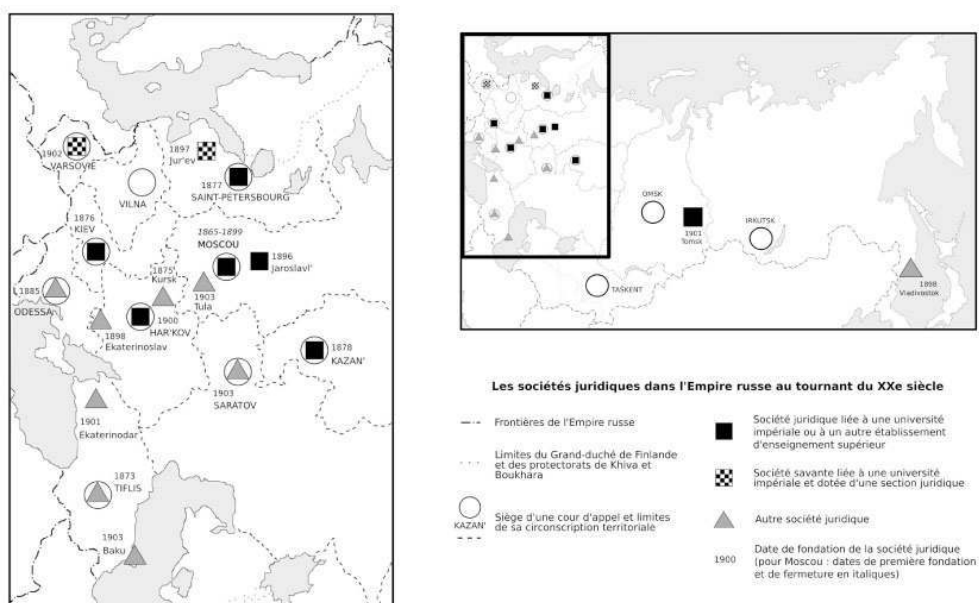 1902
VARSOVIE
1897
Jur'ev
1877
SAINT-PÉTERSBOURG
VILNA
1876
KIEV
1865-1899
MOSCOU
1896
Jaroslavl'
1885
ODESSA
1875
Kursk
1903
Tula
1898
Ekaterinoslav
1900
HAR'KOV
1878
KAZAN'
1903
SARATOV
1901
Ekaterinodar
1873
TIFLIS
1903
Baku
OMSK
1901
Tomsk
IRKUTSK
TAŠKENT
1898
Vladivostok
Les sociétés juridiques dans l'Empire russe au tournant du XXe siècle
Frontières de l'Empire russe
Limites du Grand-duché de Finlande
et des protectorats de Khiva et
Boukhara
KAZAN'
Siège d'une cour d'appel et limites
de sa circonscription territoriale
Société juridique liée à une université
impériale ou à un autre établissement
d'enseignement supérieur
Société savante liée à une université
impériale et dotée d'une section juridique
Autre société juridique
1900
Date de fondation de la société juridique
(pour Moscou : dates de première fondation
et de fermeture en italiques)